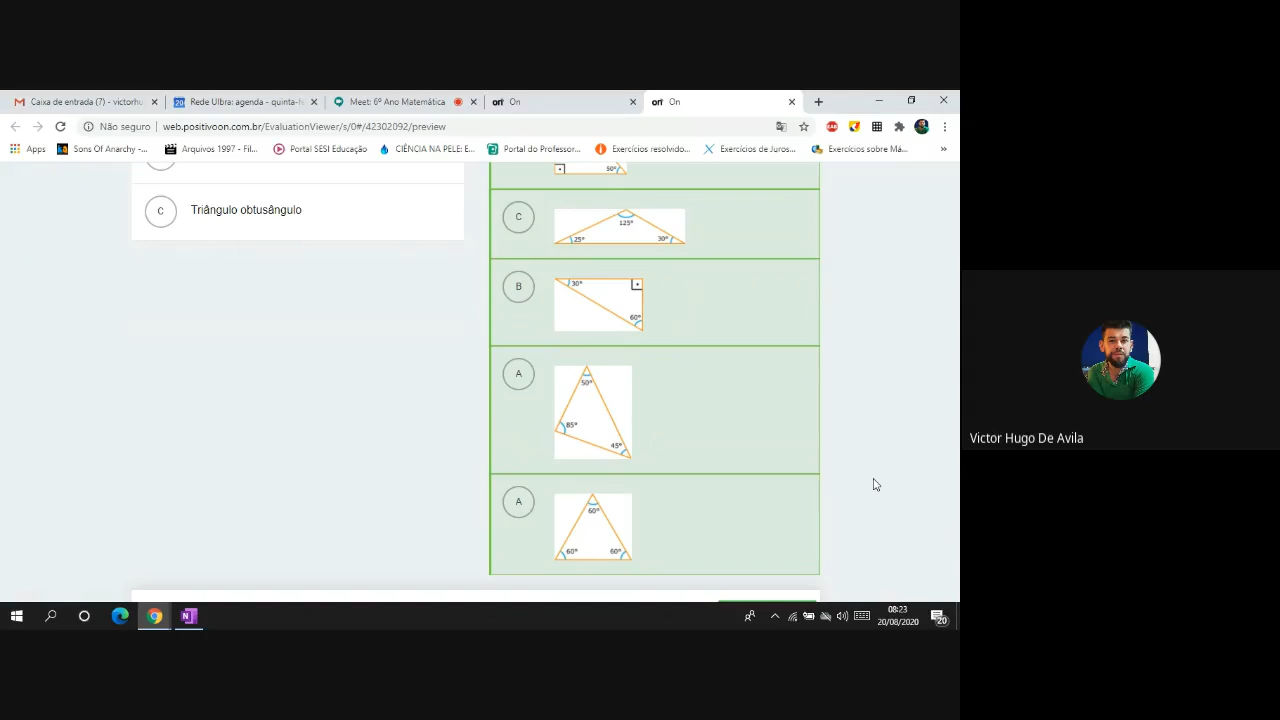 Caixa de entrada (7) - victorhu
Rede Ulbra: agenda - quinta-fe
Meet: 6º Ano Matemática
On
On
Não seguro
web.positivoon.com.br/EvaluationViewer/s/0#/42302092/preview
Apps
Sons Of Anarchy -...
Arquivos 1997 - Fil...
Portal SESI Educação
CIÊNCIA NA PELE: E...
Portal do Professor...
Exercícios resolvido...
Exercícios de Juros...
Exercícios sobre Má...
»
50°
C
Triângulo obtusângulo
C
125°
25°
30°
B
30°
60°
A
50°
85°
45°
A
60°
60°
60°
Victor Hugo De Avila
08:23
20/08/2020
20